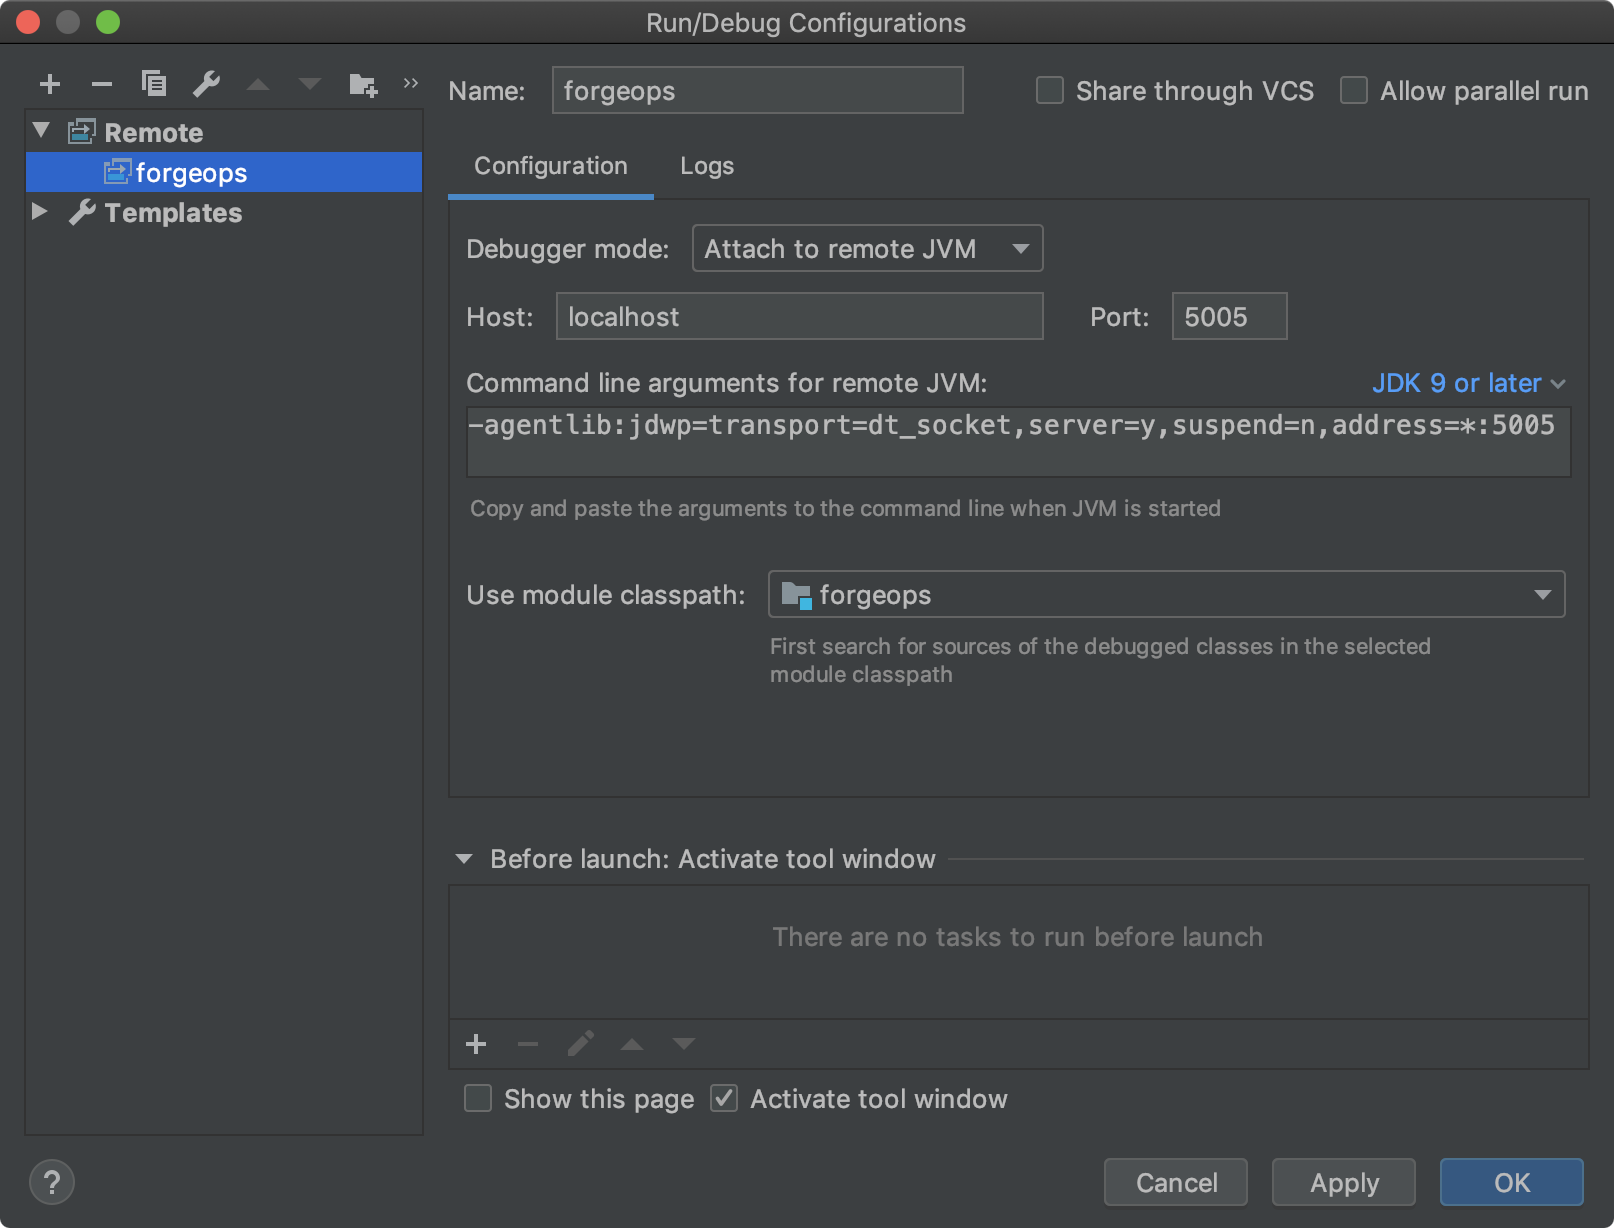 Run/Debug Configurations
Name: forgeops Share through VCS Allow parallel run
Remote
forgeops
Templates
Configuration Logs
Debugger mode: Attach to remote JVM
Host: localhost Port: 5005
Command line arguments for remote JVM: JDK 9 or later
-agentlib:jdwp=transport=dt_socket,server=y,suspend=n,address=*:5005
Copy and paste the arguments to the command line when JVM is started
Use module classpath: forgeops
First search for sources of the debugged classes in the selected
module classpath
Before launch: Activate tool window
There are no tasks to run before launch
Show this page Activate tool window
? Cancel Apply OK